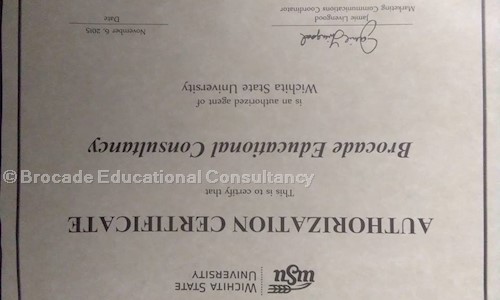 WSU
WICHITA STATE
UNIVERSITY
AUTHORIZATION CERTIFICATE
This is to certify that
Brocade Educational Consultancy
is an authorized agent of
Wichita State University
Jamie Livengood
Marketing Communications Coordinator
November 6, 2015
Date
© Brocade Educational Consultancy